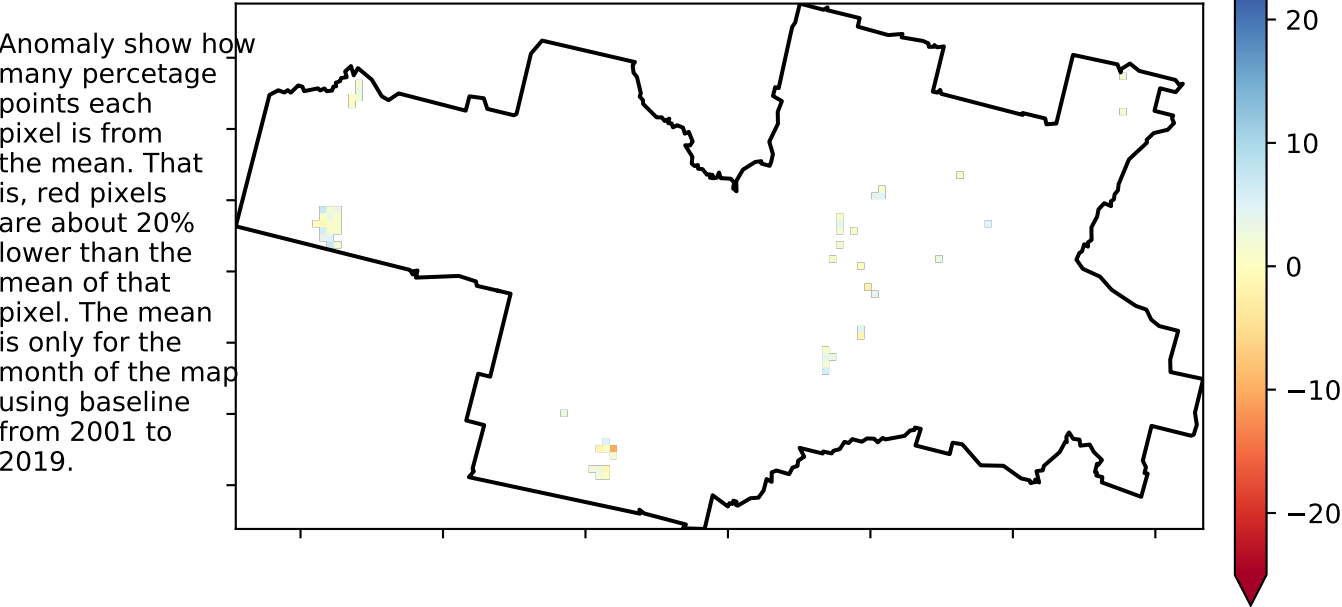 Anomaly show how
many percetage
points each
pixel is from
the mean. That
is, red pixels
are about 20%
lower than the
mean of that
pixel. The mean
is only for the
month of the map
using baseline
from 2001 to
2019.
20
10
0
−10
−20